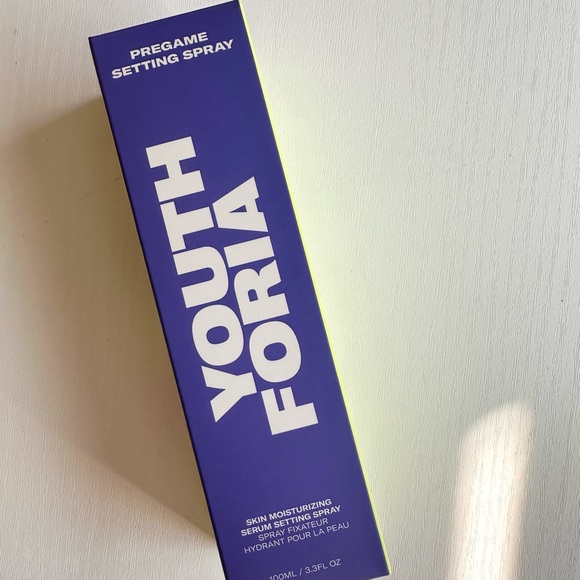 PREGAME
SETTING SPRAY
YOUTH
FORIA
SKIN MOISTURIZING
SERUM SETTING SPRAY
SPRAY FIXATEUR
HYDRANT POUR LA PEAU
100ML / 3.3FL OZ